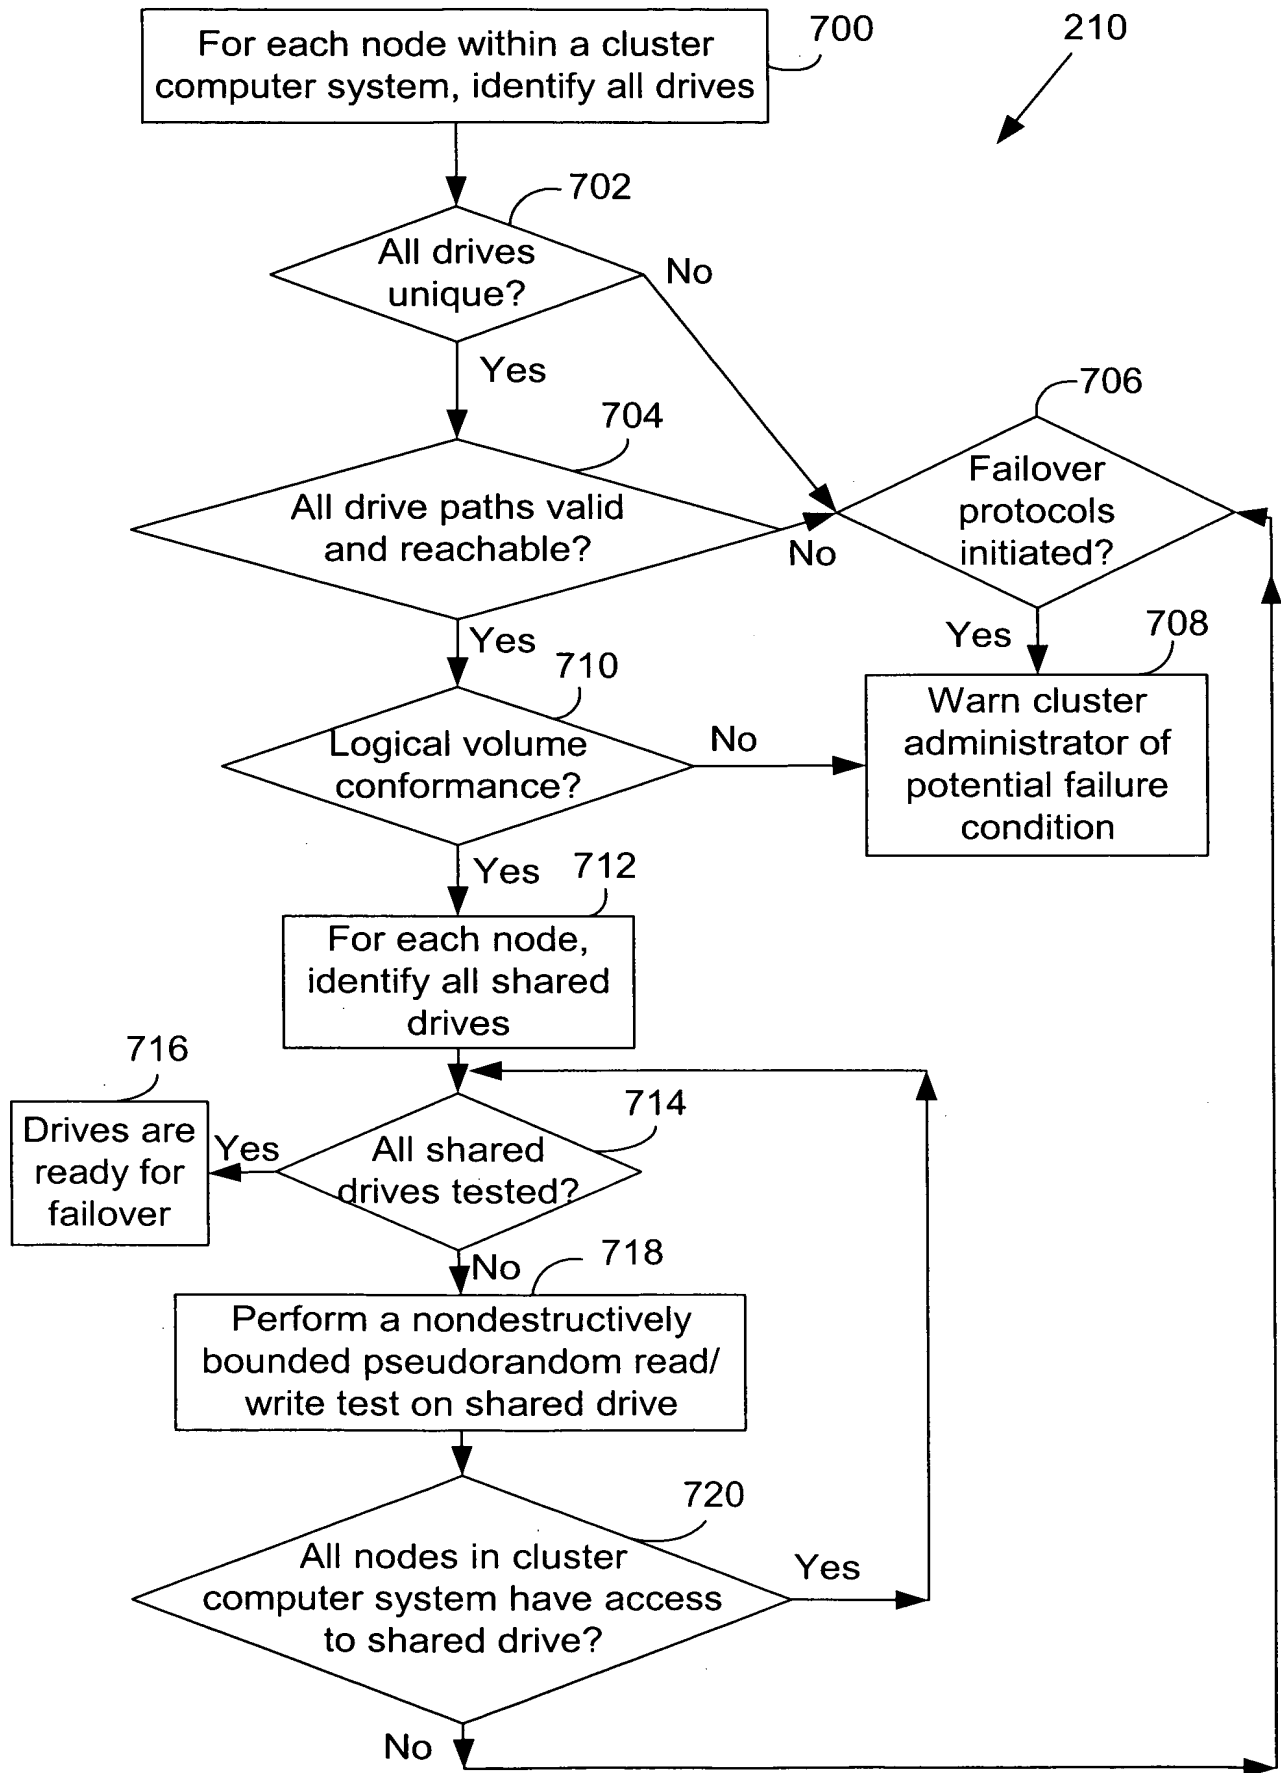 For each node within a cluster
computer system, identify all drives
700
210
702
All drives
unique?
No
Yes
704
All drive paths valid
and reachable?
No
706
Failover
protocols
initiated?
Yes
Yes
708
Warn cluster
administrator of
potential failure
condition
710
Logical volume
conformance?
No
Yes
712
For each node,
identify all shared
drives
716
Drives are
ready for
failover
Yes
714
All shared
drives tested?
No
718
Perform a nondestructively
bounded pseudorandom read/
write test on shared drive
720
All nodes in cluster
computer system have access
to shared drive?
Yes
No